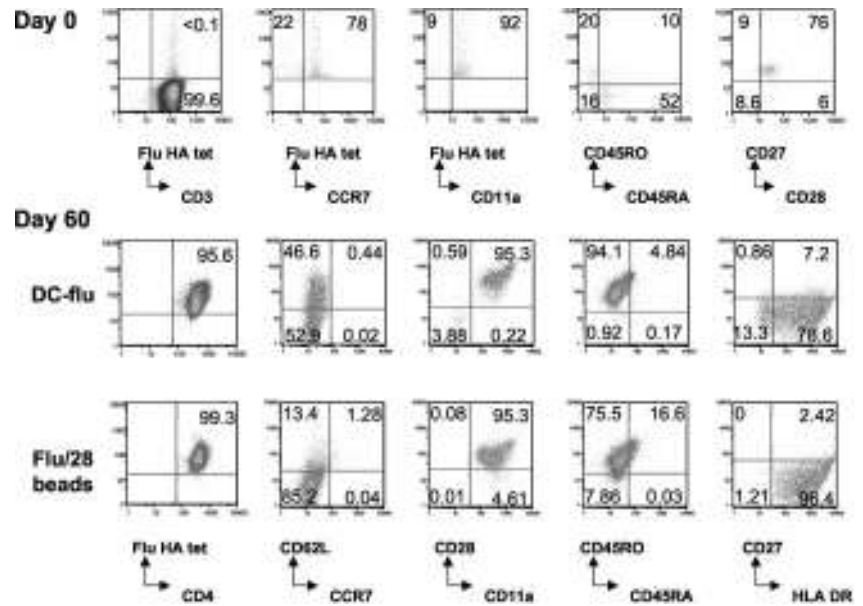 Day 0
<0.1
99.6
22 78
9 92
20 10
16 52
9 76
8.6 6
Flu HA tet
CD3
Flu HA tet
CCR7
Flu HA tet
CD11a
CD45RO
CD45RA
CD27
CD28
Day 60
DC-flu
95.6
46.6 0.44
52.9 0.02
0.59 95.3
3.88 0.22
94.1 4.84
0.92 0.17
0.86 7.2
13.3 78.6
Flu/28
beads
99.3
13.4 1.28
85.2 0.04
0.08 95.3
0.01 4.61
75.5 16.6
7.86 0.03
0 2.42
1.21 96.4
Flu HA tet
CD4
CD62L
CCR7
CD28
CD11a
CD45RO
CD45RA
CD27
HLA DR